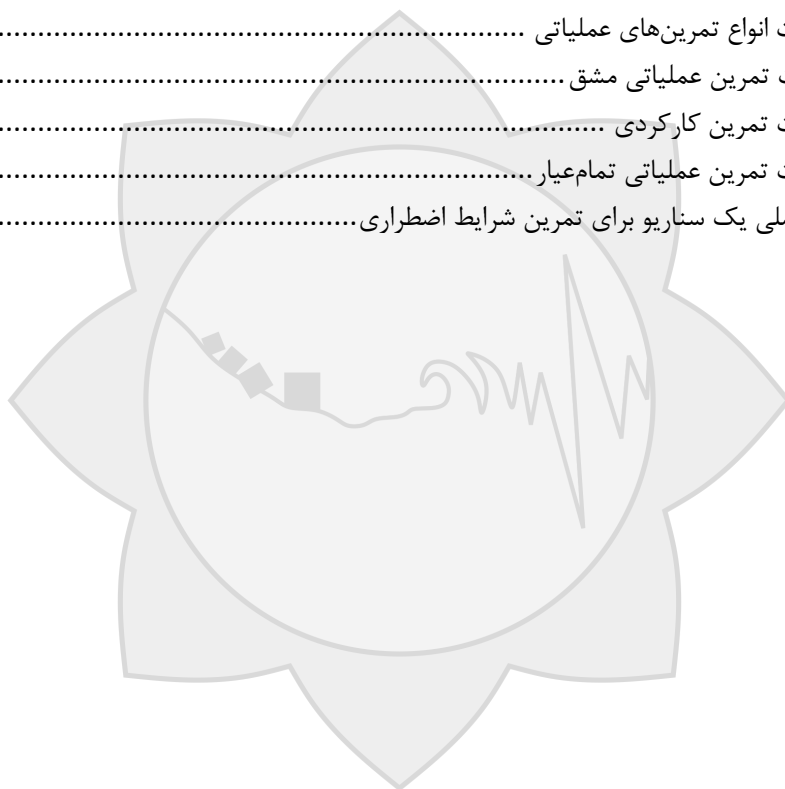 انواع تمرین‌های عملیاتی ................................................................
تمرین عملیاتی مشق ................................................................
تمرین کارکردی ................................................................
تمرین عملیاتی تمام‌عیار ................................................................
یک سناریو برای تمرین شرایط اضطراری ................................................................